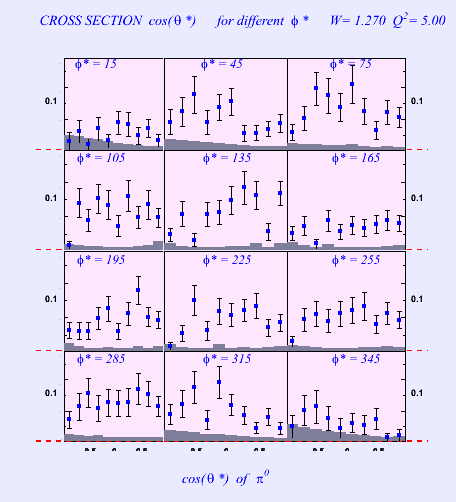 CROSS SECTION cos(θ *) for different ϕ * W= 1.270 Q²= 5.00
ϕ* = 15 ϕ* = 45 ϕ* = 75
0.1 0.1
ϕ* = 105 ϕ* = 135 ϕ* = 165
0.1 0.1
ϕ* = 195 ϕ* = 225 ϕ* = 255
0.1 0.1
ϕ* = 285 ϕ* = 315 ϕ* = 345
0.1 0.1
cos(θ *) of π⁰